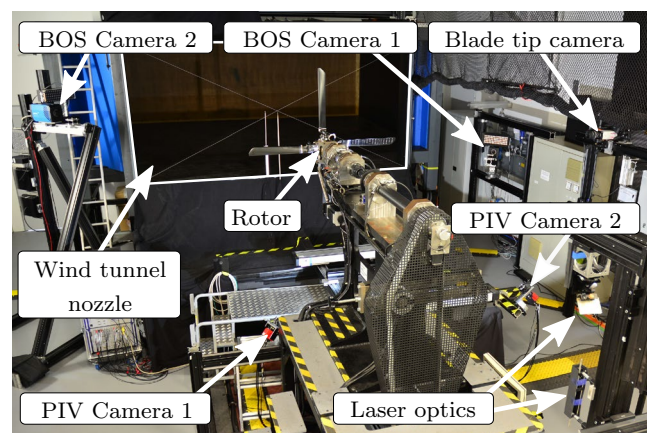 BOS Camera 2
BOS Camera 1
Blade tip camera
Rotor
PIV Camera 2
Wind tunnel
nozzle
PIV Camera 1
Laser optics